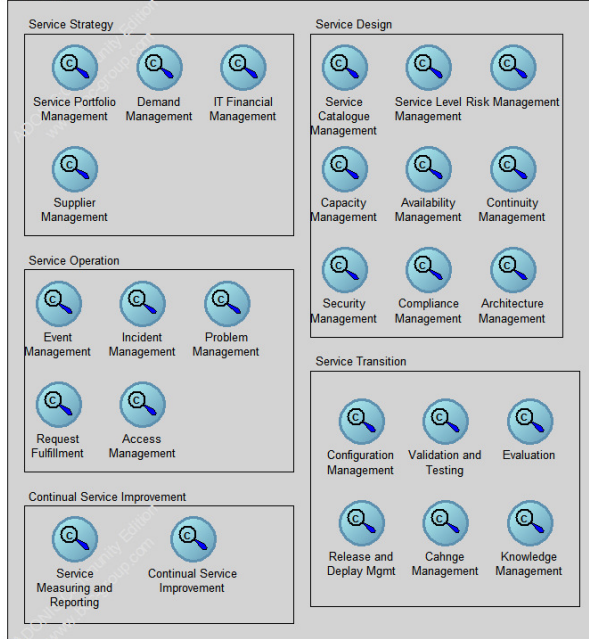 Service Strategy
Service Portfolio
Management
Demand
Management
IT Financial
Management
Supplier
Management
Service Design
Service
Catalogue
Management
Service Level
Management
Risk Management
Capacity
Management
Availability
Management
Continuity
Management
Security
Management
Compliance
Management
Architecture
Management
Service Operation
Event
Management
Incident
Management
Problem
Management
Request
Fulfillment
Access
Management
Service Transition
Configuration
Management
Validation and
Testing
Evaluation
Release and
Deplay Mgmt
Cahnge
Management
Knowledge
Management
Continual Service Improvement
Service
Measuring and
Reporting
Continual Service
Improvement